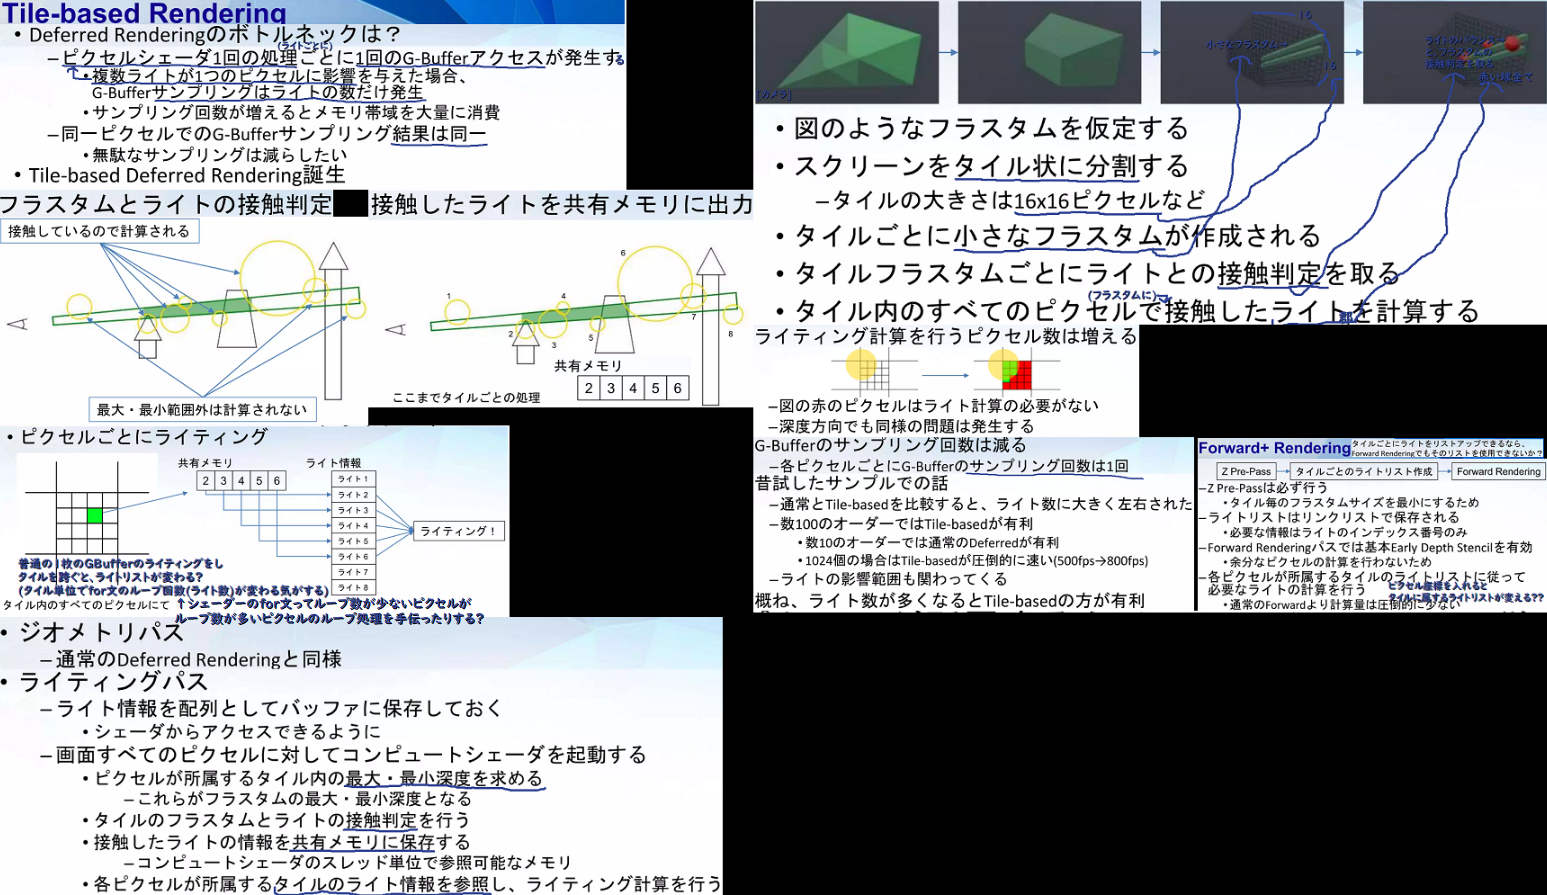 Tile-based Rendering
• Deferred Renderingのボトルネックは？
(ライトごとに)
–ピクセルシェーダ1回の処理ごとに1回のG-Bufferアクセスが発生する
•複数ライトが1つのピクセルに影響を与えた場合、
G-Bufferサンプリングはライトの数だけ発生
•サンプリング回数が増えるとメモリ帯域を大量に消費
–同一ピクセルでのG-Bufferサンプリング結果は同一
•無駄なサンプリングは減らしたい
• Tile-based Deferred Rendering誕生
フラスタムとライトの接触判定
接触しているので計算される
最大・最小範囲外は計算されない
接触したライトを共有メモリに出力
1
2
3
4
5
6
7
8
共有メモリ
2 3 4 5 6
ここまでタイルごとの処理
•ピクセルごとにライティング
共有メモリ
2 3 4 5 6
ライト情報
ライト1
ライト2
ライト3
ライト4
ライト5
ライト6
ライト7
ライト8
ライティング！
普通の1枚のGBufferのライティングをし
タイルを跨ぐと、ライトリストが変わる?
(タイル単位でfor文のループ回数(ライト数)が変わる気がする)
タイル内のすべてのピクセルにて
↑シェーダーのfor文ってループ数が少ないピクセルが
ループ数が多いピクセルのループ処理を手伝ったりする?
• ジオメトリパス
–通常のDeferred Renderingと同様
• ライティングパス
–ライト情報を配列としてバッファに保存しておく
•シェーダからアクセスできるように
–画面すべてのピクセルに対してコンピュートシェーダを起動する
•ピクセルが所属するタイル内の最大・最小深度を求める
–これらがフラスタムの最大・最小深度となる
•タイルのフラスタムとライトの接触判定を行う
•接触したライトの情報を共有メモリに保存する
–コンピュートシェーダのスレッド単位で参照可能なメモリ
•各ピクセルが所属するタイルのライト情報を参照し、ライティング計算を行う
[カメラ]
小さなフラスタム→
16
16
と、フラスタムの
接触判定を取る
赤い球全て
• 図のようなフラスタムを仮定する
• スクリーンをタイル状に分割する
–タイルの大きさは16x16ピクセルなど
• タイルごとに小さなフラスタムが作成される
• タイルフラスタムごとにライトとの接触判定を取る
(フラスタムに)
• タイル内のすべてのピクセルで接触したライトを計算する
ライティング計算を行うピクセル数は増える
–図の赤のピクセルはライト計算の必要がない
–深度方向でも同様の問題は発生する
G-Bufferのサンプリング回数は減る
–各ピクセルごとにG-Bufferのサンプリング回数は1回
昔試したサンプルでの話
–通常とTile-basedを比較すると、ライト数に大きく左右された
–数100のオーダーではTile-basedが有利
•数10のオーダーでは通常のDeferredが有利
•1024個の場合はTile-basedが圧倒的に速い(500fps→800fps)
–ライトの影響範囲も関わってくる
概ね、ライト数が多くなるとTile-basedの方が有利
Forward+ Rendering
タイルごとにライトをリストアップできるなら、
Forward Renderingでもそのリストを使用できないか?
Z Pre-Pass
タイルごとのライトリスト作成
Forward Rendering
–Z Pre-Passは必ず行う
•タイル毎のフラスタムサイズを最小にするため
–ライトリストはリンクリストで保存される
•必要な情報はライトのインデックス番号のみ
–Forward Renderingパスでは基本Early Depth Stencilを有効
•余分なピクセルの計算を行わないため
–各ピクセルが所属するタイルのライトリストに従って
必要なライトの計算を行う
ピクセル座標を入れると
タイルに属するライトリストが変える??
•通常のForwardより計算量は圧倒的に少ない